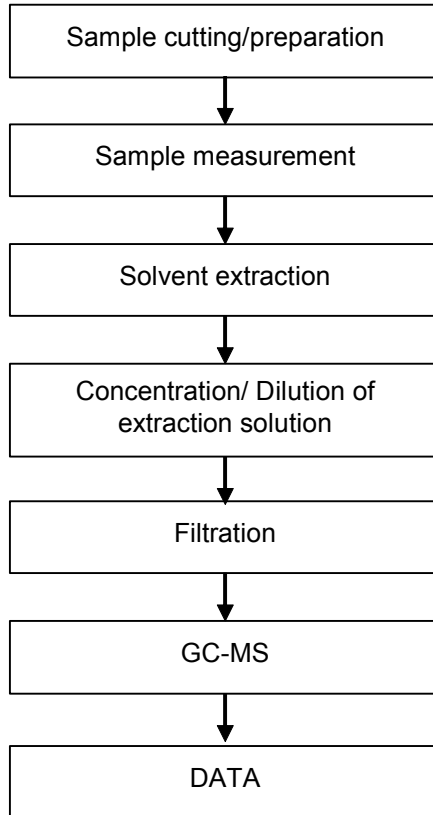 Sample cutting/preparation
Sample measurement
Solvent extraction
Concentration/ Dilution of
extraction solution
Filtration
GC-MS
DATA